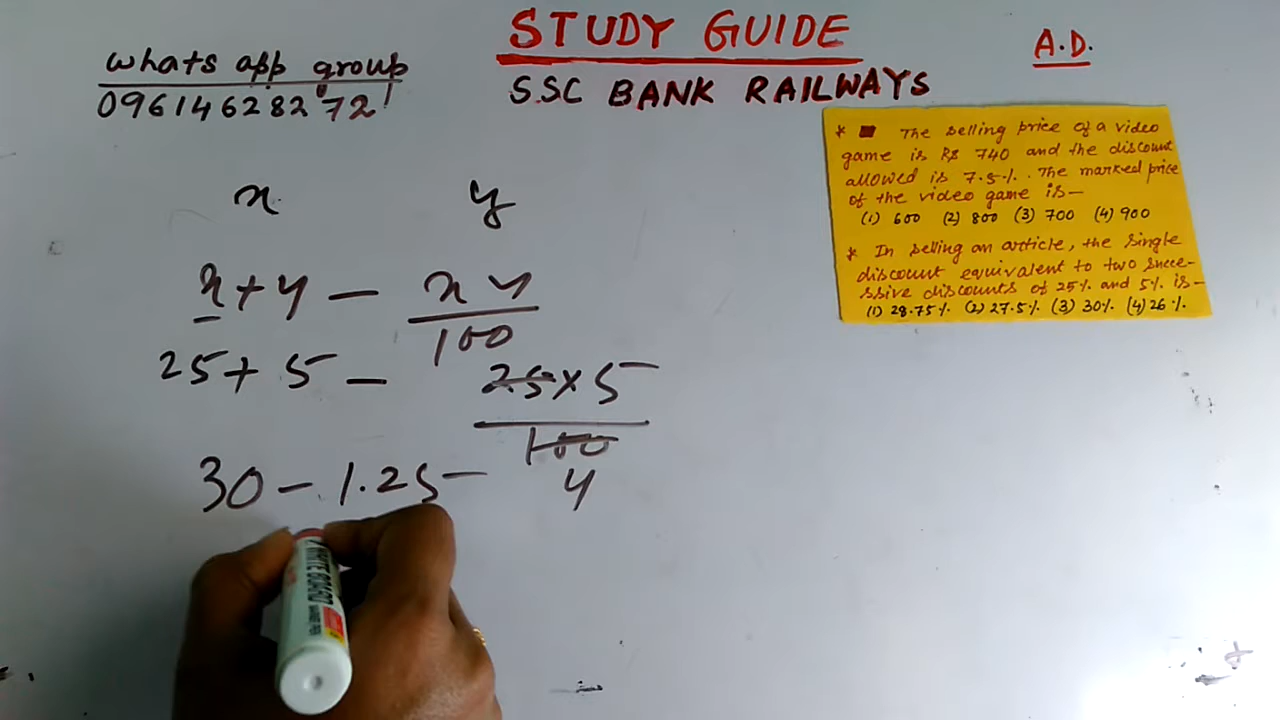 STUDY GUIDE
A.D.
whats app group
09614628272
SSC BANK RAILWAYS
* The selling price of a video
game is Rs 740 and the discount
allowed is 7.5%. The marked price
of the video game is—
(1) 600 (2) 800 (3) 700 (4) 900
* In selling an article, the single
discount equivalent to two succe-
ssive discounts of 25% and 5% is—
(1) 28.75% (2) 27.5% (3) 30% (4) 26%
x y
x + y — xy
100
25 + 5 — 25 x 5
100
4
30 — 1.25